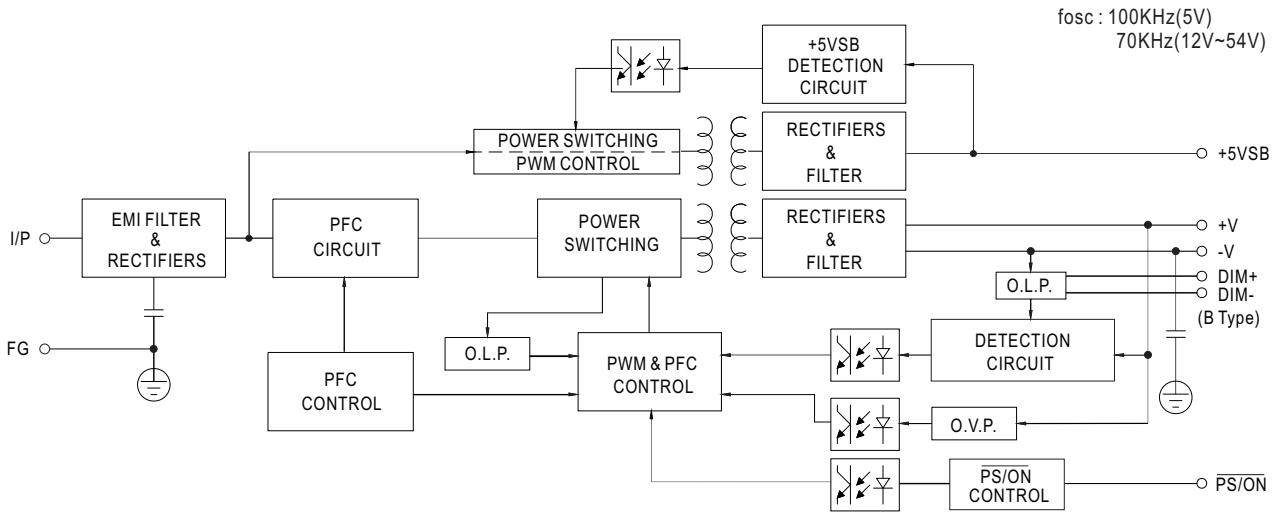 fosc : 100KHz(5V)
70KHz(12V~54V)
+5VSB
DETECTION
CIRCUIT
POWER SWITCHING
PWM CONTROL
RECTIFIERS
&
FILTER
+5VSB
I/P
EMI FILTER
&
RECTIFIERS
PFC
CIRCUIT
POWER
SWITCHING
RECTIFIERS
&
FILTER
+V
-V
O.L.P.
DIM+
DIM-
(B Type)
FG
PFC
CONTROL
O.L.P.
PWM & PFC
CONTROL
DETECTION
CIRCUIT
O.V.P.
PS/ON
CONTROL
PS/ON